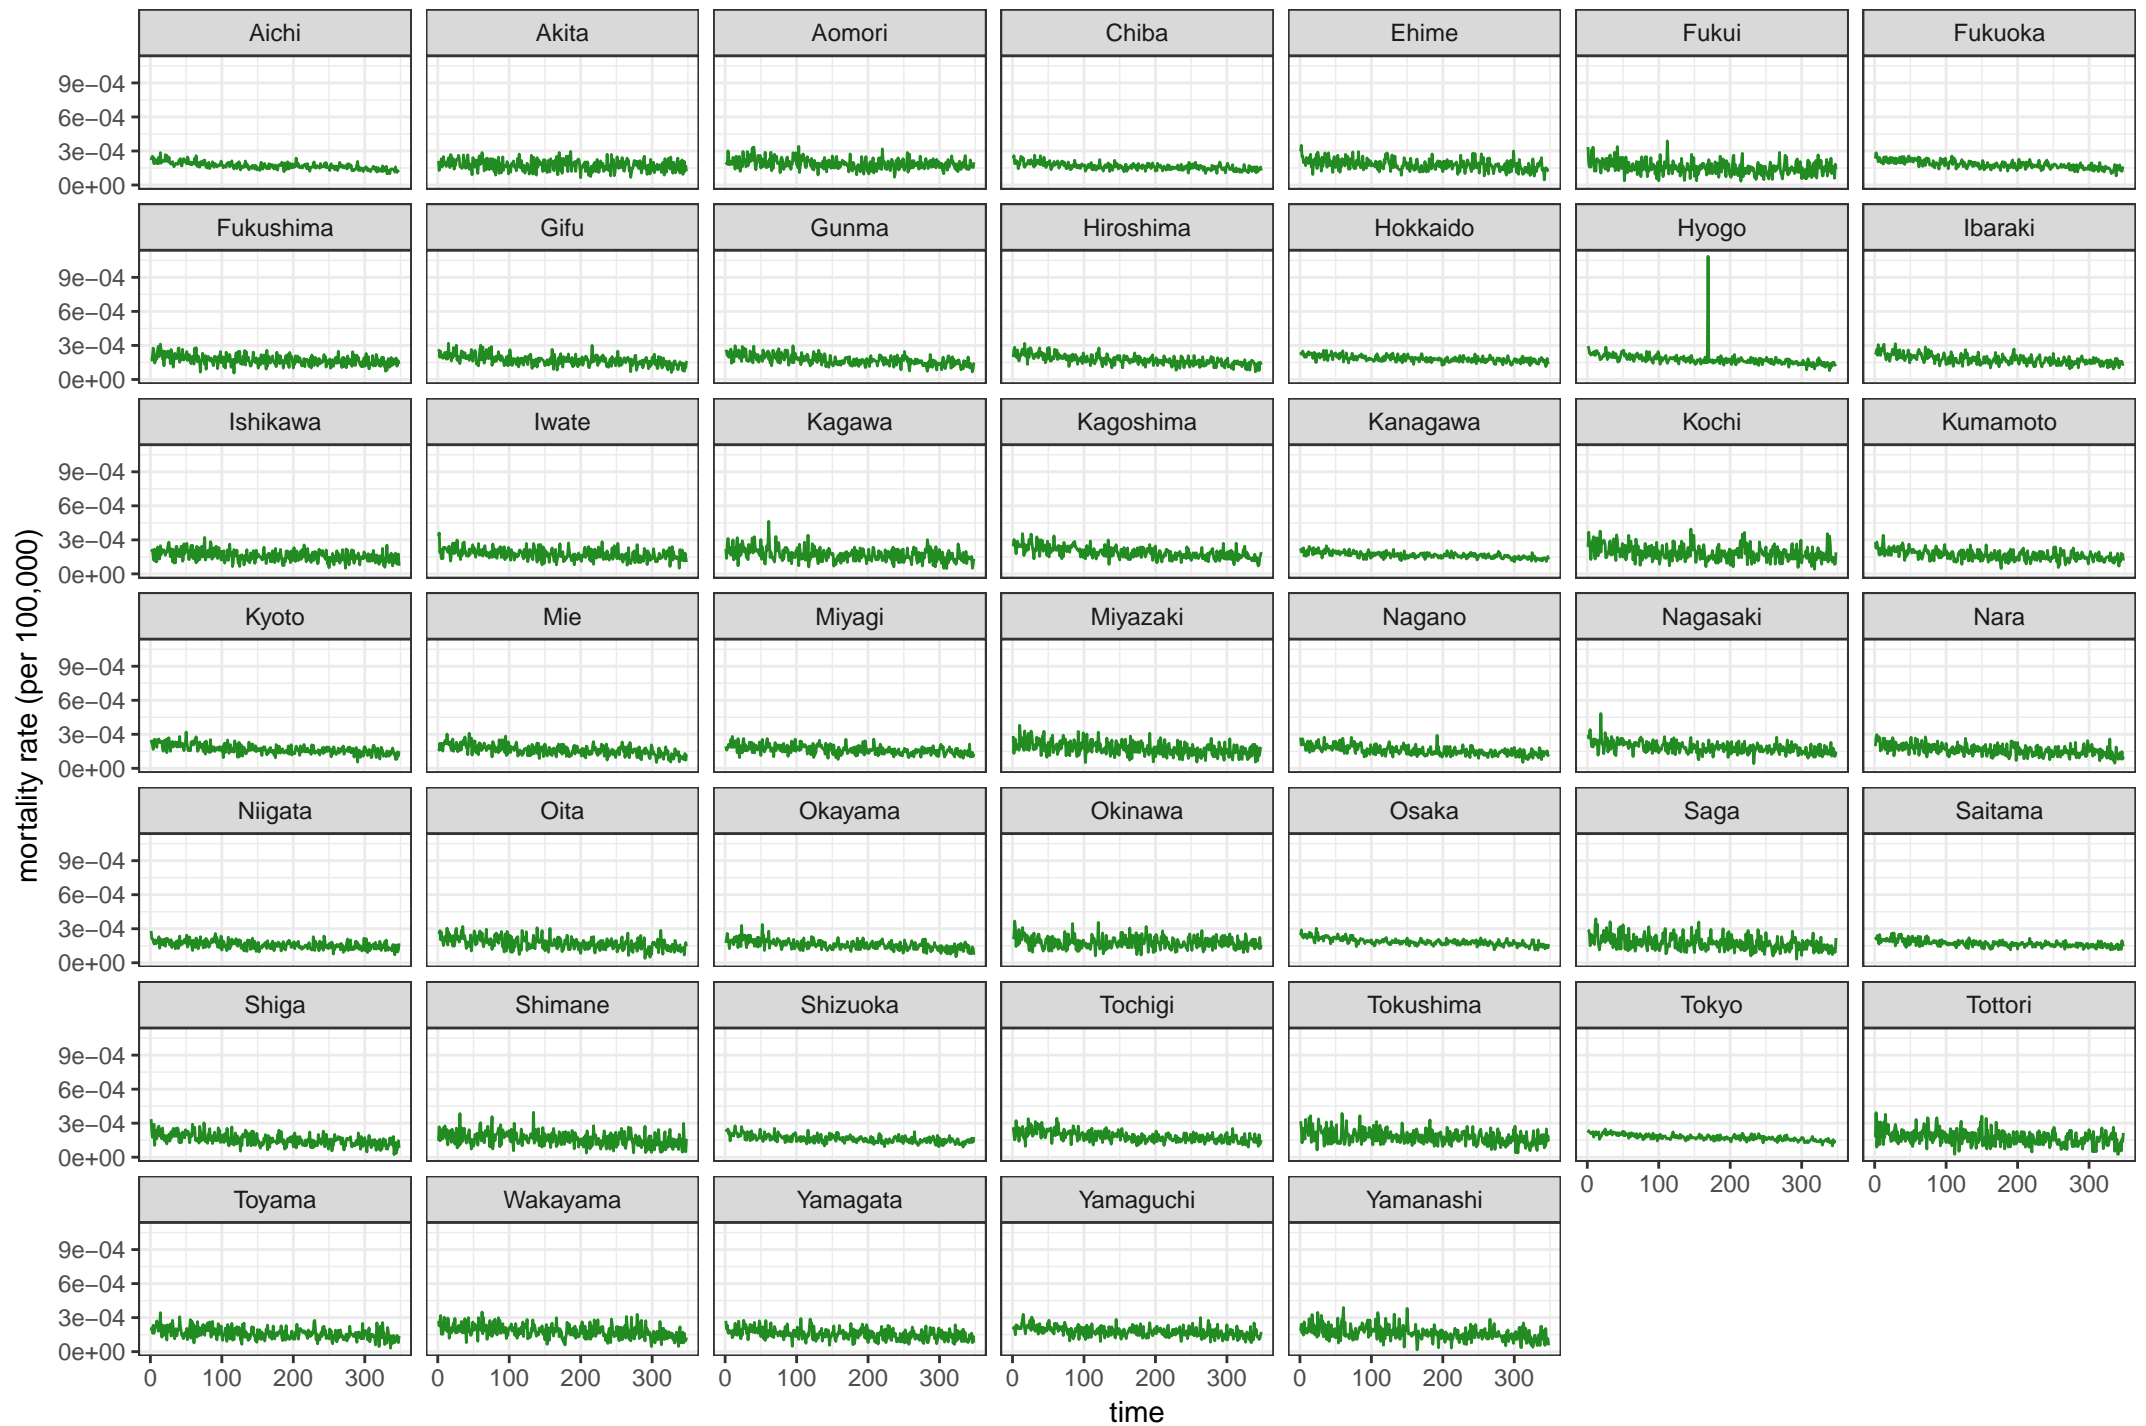 Aichi Akita Aomori Chiba Ehime Fukui Fukuoka
9e−04
6e−04
3e−04
0e+00
Fukushima Gifu Gunma Hiroshima Hokkaido Hyogo Ibaraki
9e−04
6e−04
3e−04
0e+00
Ishikawa Iwate Kagawa Kagoshima Kanagawa Kochi Kumamoto
9e−04
6e−04
3e−04
0e+00
mortality rate (per 100,000)
Kyoto Mie Miyagi Miyazaki Nagano Nagasaki Nara
9e−04
6e−04
3e−04
0e+00
Niigata Oita Okayama Okinawa Osaka Saga Saitama
9e−04
6e−04
3e−04
0e+00
Shiga Shimane Shizuoka Tochigi Tokushima Tokyo Tottori
9e−04
6e−04
3e−04
0e+00
0 100 200 300 0 100 200 300
Toyama Wakayama Yamagata Yamaguchi Yamanashi
9e−04
6e−04
3e−04
0e+00
0 100 200 300 0 100 200 300 0 100 200 300 0 100 200 300 0 100 200 300
time